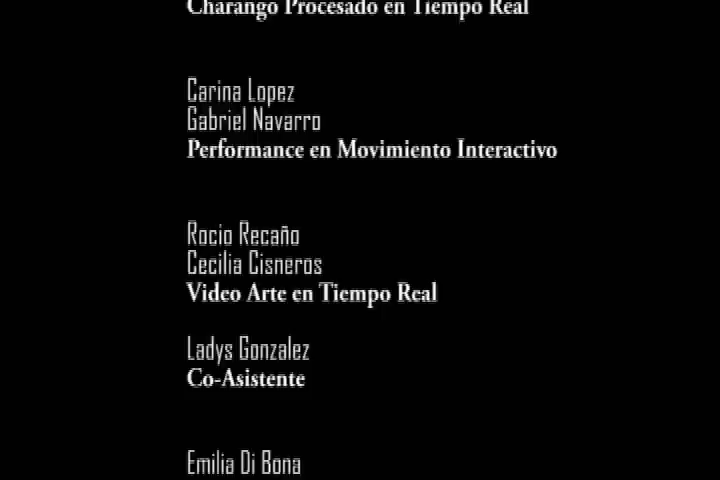 Charango Procesado en Tiempo Real
Carina Lopez
Gabriel Navarro
Performance en Movimiento Interactivo
Rocio Recaño
Cecilia Cisneros
Video Arte en Tiempo Real
Ladys Gonzalez
Co-Asistente
Emilia Di Bona